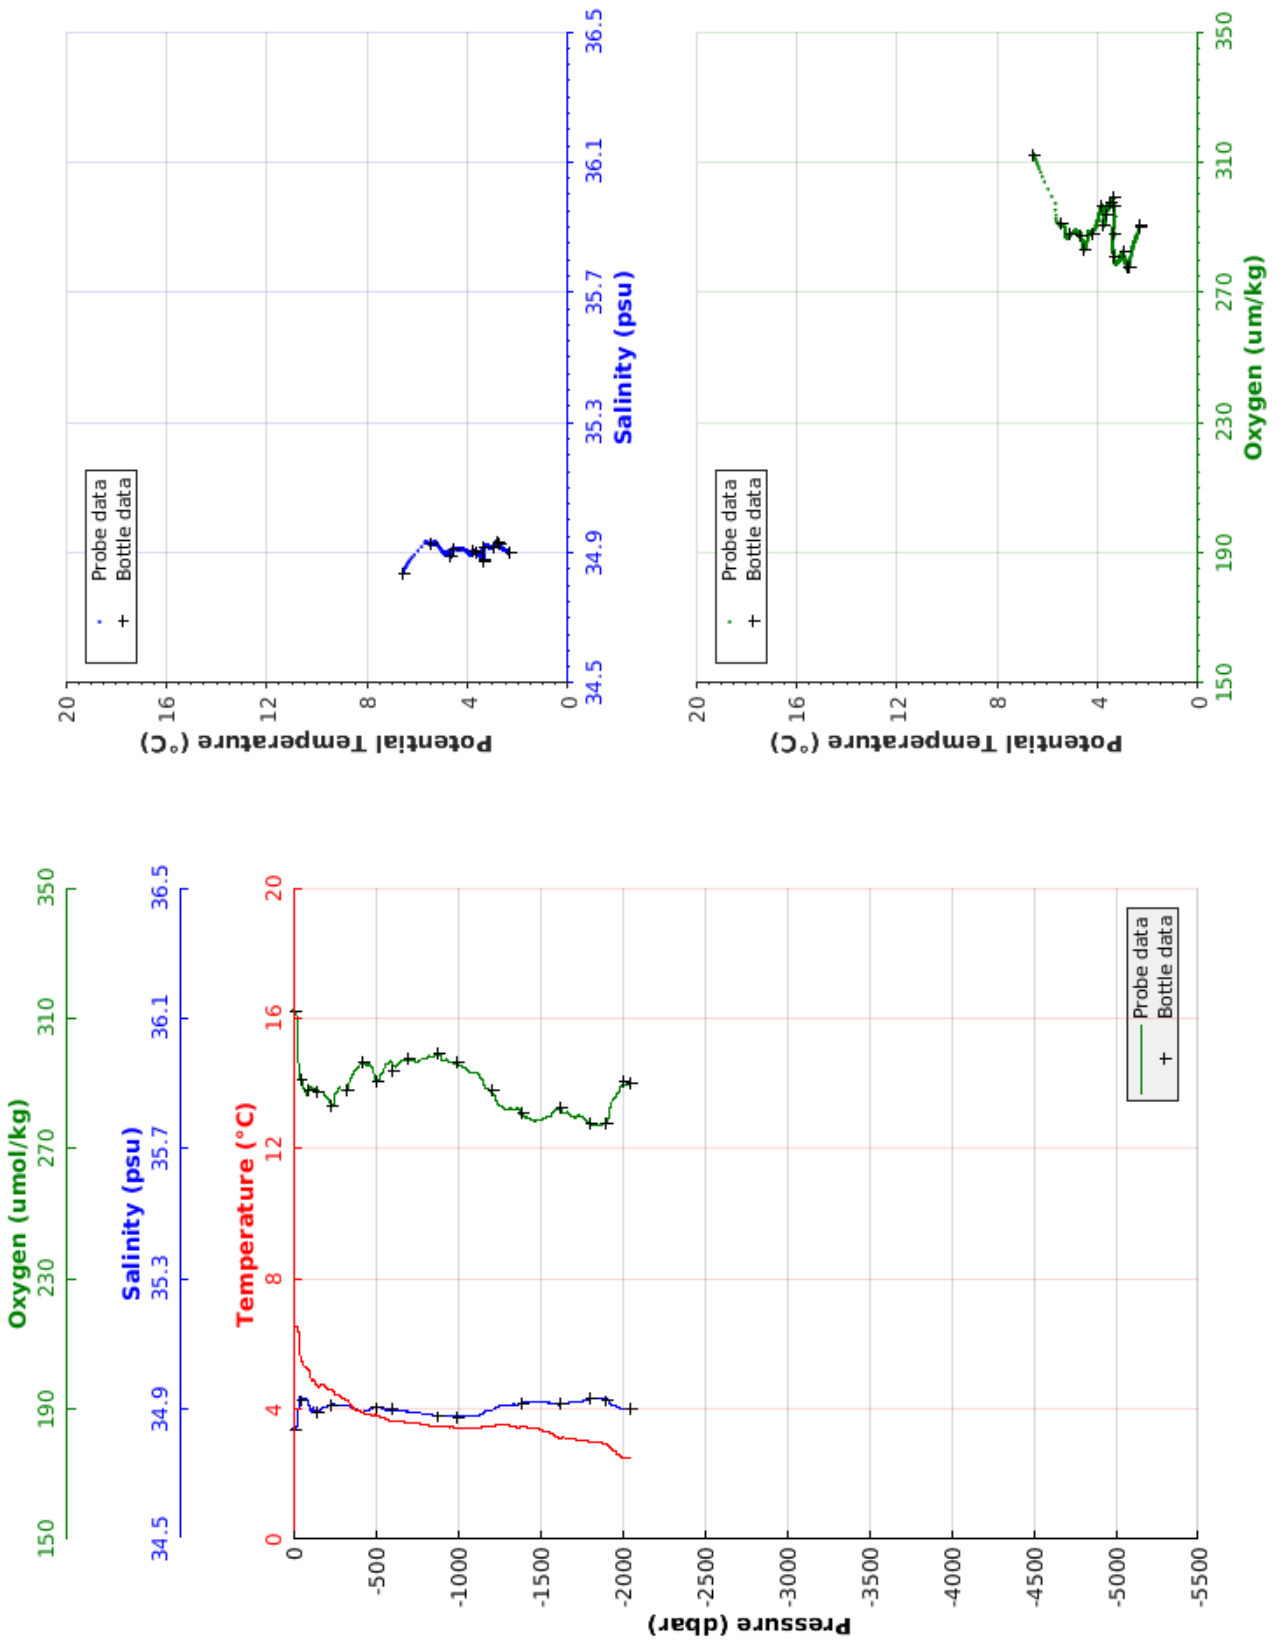 Oxygen (umol/kg)
150 190 230 270 310 350
Salinity (psu)
34.5 34.9 35.3 35.7 36.1 36.5
Temperature (°C)
0 4 8 12 16 20
Pressure (dbar)
0
-500
-1000
-1500
-2000
-2500
-3000
-3500
-4000
-4500
-5000
-5500
Probe data
Bottle data
Potential Temperature (°C)
20
16
12
8
4
0
Probe data
Bottle data
34.5 34.9 35.3 35.7 36.1 36.5
Salinity (psu)
Potential Temperature (°C)
20
16
12
8
4
0
Probe data
Bottle data
150 190 230 270 310 350
Oxygen (um/kg)